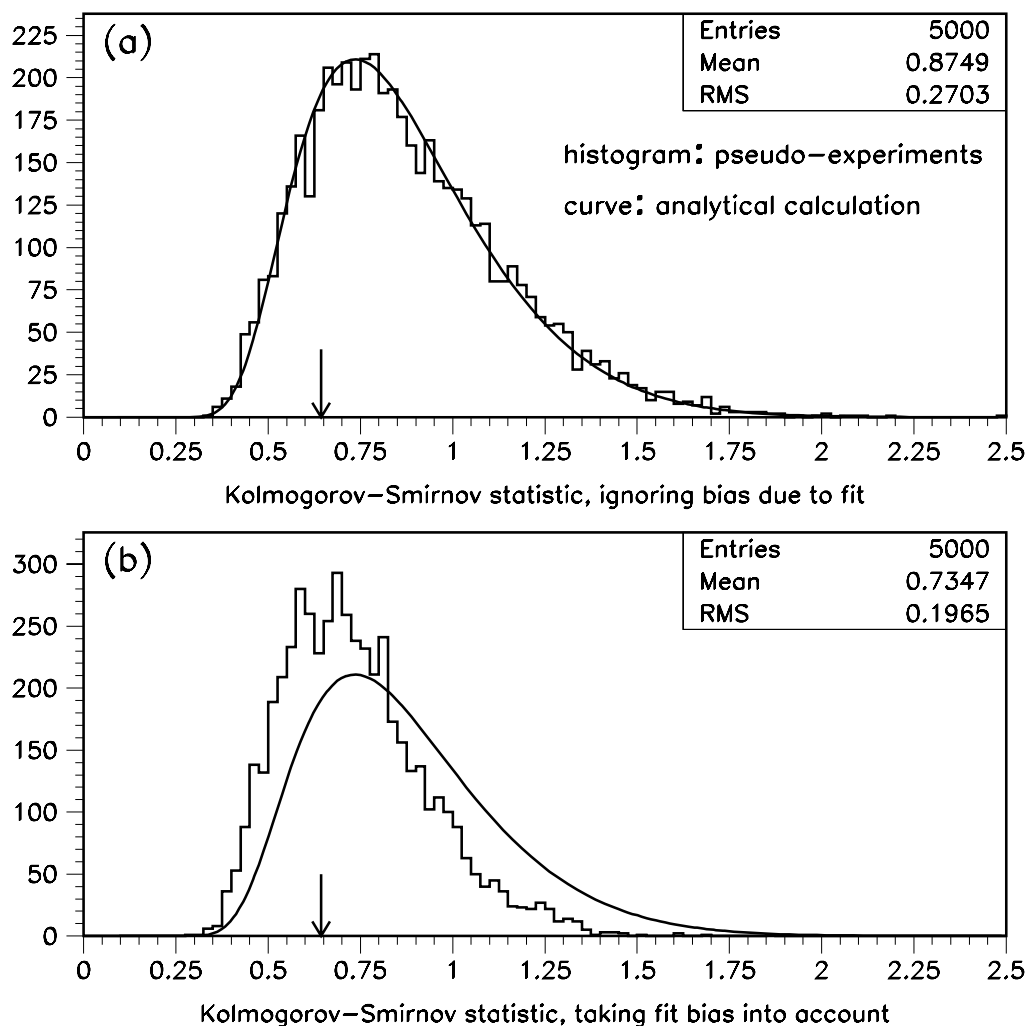 (a)
Entries 5000
Mean 0.8749
RMS 0.2703
histogram: pseudo-experiments
curve: analytical calculation
225
200
175
150
125
100
75
50
25
0
0 0.25 0.5 0.75 1 1.25 1.5 1.75 2 2.25 2.5
Kolmogorov-Smirnov statistic, ignoring bias due to fit
(b)
Entries 5000
Mean 0.7347
RMS 0.1965
300
250
200
150
100
50
0
0 0.25 0.5 0.75 1 1.25 1.5 1.75 2 2.25 2.5
Kolmogorov-Smirnov statistic, taking fit bias into account